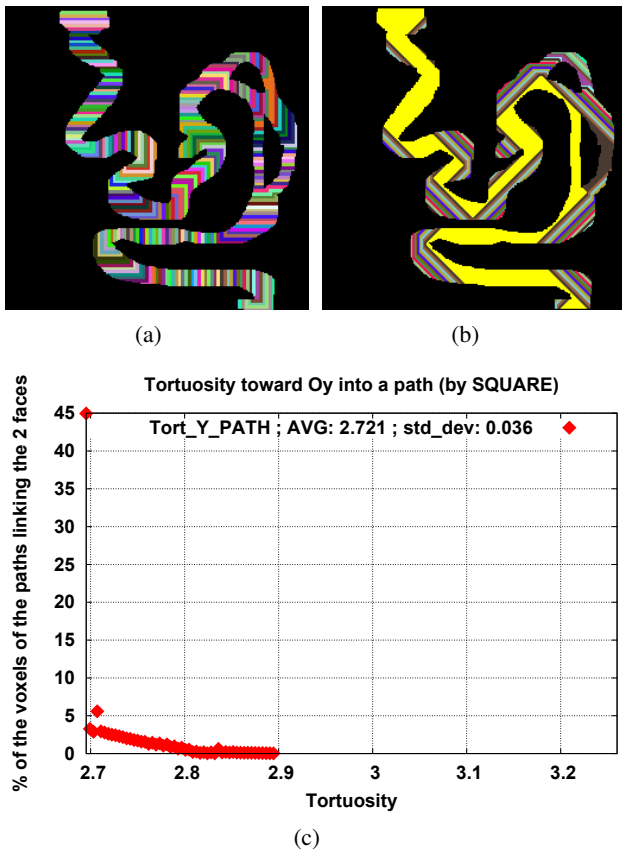 (a)
(b)
Tortuosity toward Oy into a path (by SQUARE)
% of the voxels of the paths linking the 2 faces
45
40
35
30
25
20
15
10
5
0
Tort_Y_PATH ; AVG: 2.721 ; std_dev: 0.036
2.7 2.8 2.9 3 3.1 3.2
Tortuosity
(c)